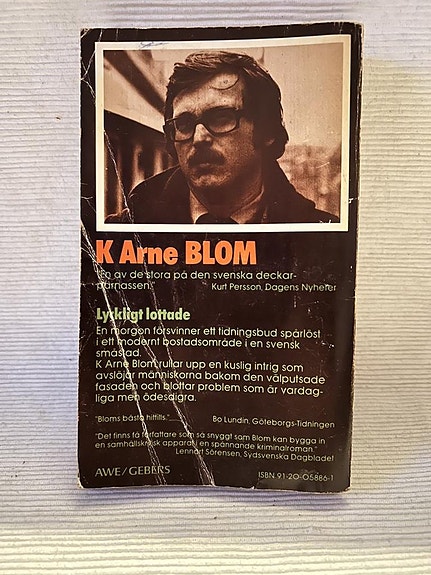 K Arne BLOM
"En av de stora på den svenska deckar-
parnassen." Kurt Persson, Dagens Nyheter
Lyckligt lottade
En morgon försvinner ett tidningsbud spårlöst
i ett modernt bostadsområde i en svensk
småstad.
K Arne Blom rullar upp en kuslig intrig som
avslöjar människorna bakom den välputsade
fasaden och blottar problem som är vardag-
liga men ödesdigra.
"Bloms bästa hittills." Bo Lundin, Göteborgs-Tidningen
"Det finns få författare som så snyggt som Blom kan bygga in
en samhällskritisk apparat i en spännande kriminalroman."
Lennart Sörensen, Sydsvenska Dagbladet
AWE/GEBERS
ISBN 91-20-05886-1